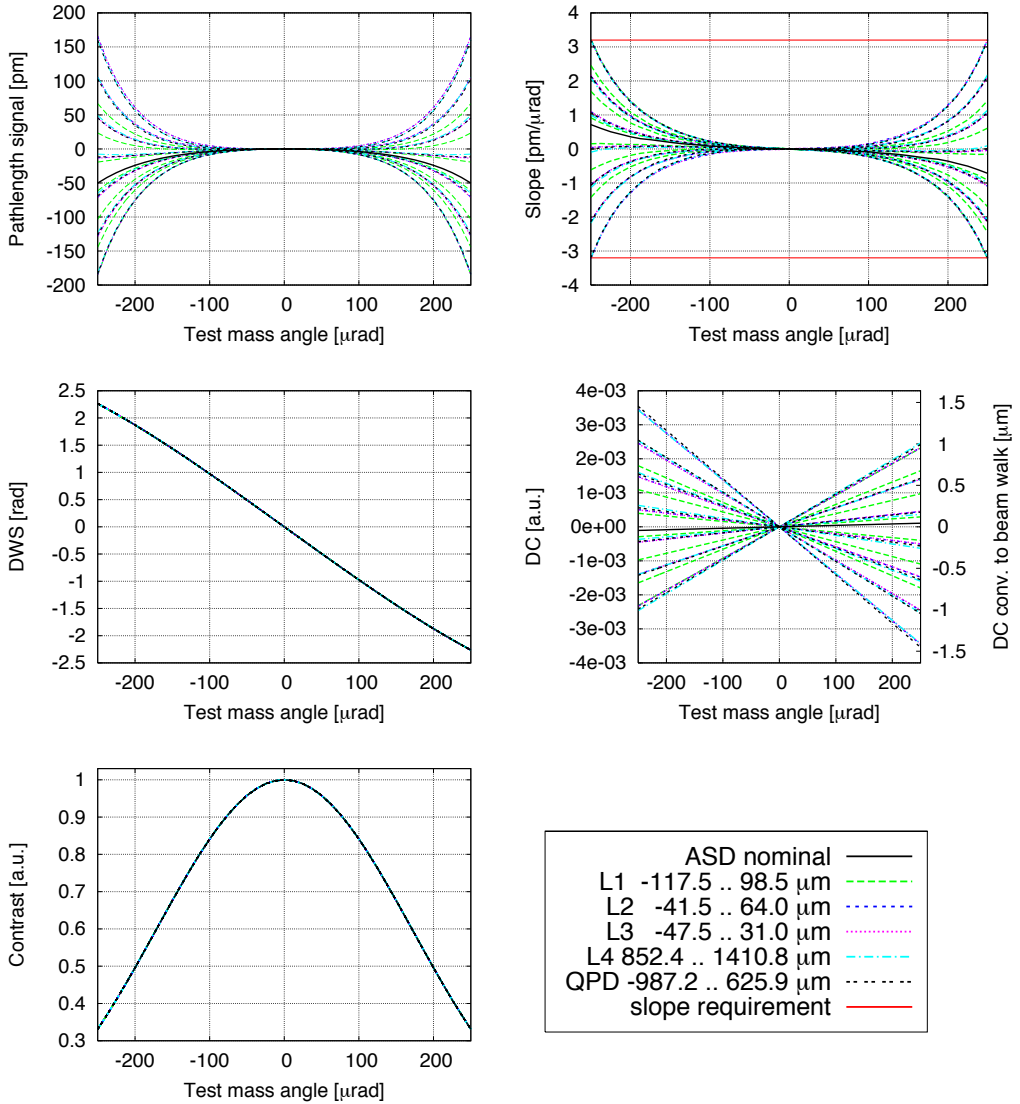 Pathlength signal [pm]
200
150
100
50
0
-50
-100
-150
-200
-200 -100 0 100 200
Test mass angle [μrad]
Slope [pm/μrad]
4
3
2
1
0
-1
-2
-3
-4
-200 -100 0 100 200
Test mass angle [μrad]
DWS [rad]
2.5
2
1.5
1
0.5
0
-0.5
-1
-1.5
-2
-2.5
-200 -100 0 100 200
Test mass angle [μrad]
DC [a.u.]
4e-03
3e-03
2e-03
1e-03
0e+00
-1e-03
-2e-03
-3e-03
-4e-03
-200 -100 0 100 200
Test mass angle [μrad]
1.5
1
0.5
0
-0.5
-1
-1.5
DC conv. to beam walk [μm]
Contrast [a.u.]
1
0.9
0.8
0.7
0.6
0.5
0.4
0.3
-200 -100 0 100 200
Test mass angle [μrad]
ASD nominal
L1 -117.5 .. 98.5 μm
L2 -41.5 .. 64.0 μm
L3 -47.5 .. 31.0 μm
L4 852.4 .. 1410.8 μm
QPD -987.2 .. 625.9 μm
slope requirement